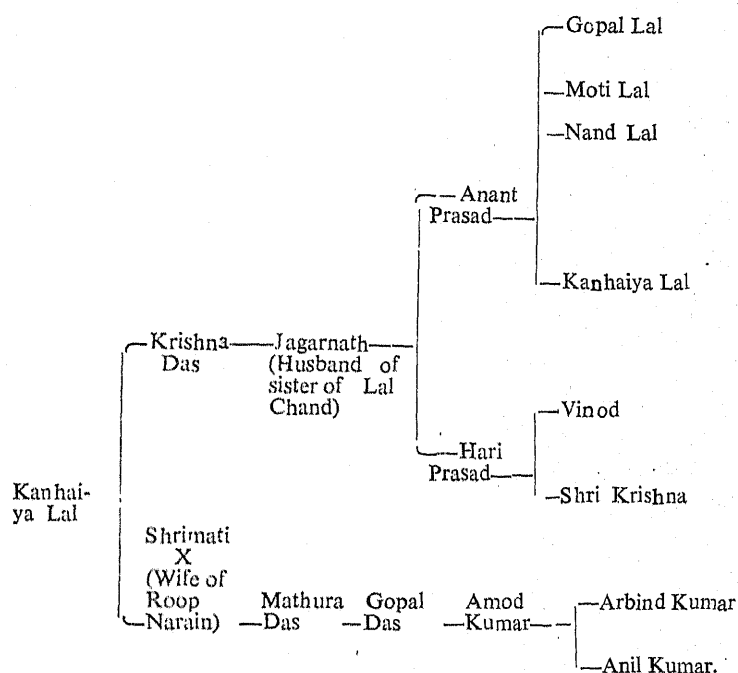 Gopal Lal
Moti Lal
Nand Lal
Anant
Prasad
Kanhaiya Lal
Krishna
Das
Jagarnath
(Husband of
sister of Lal
Chand)
Vinod
Hari
Prasad
Shri Krishna
Kanhai-
ya Lal
Shrimati
X
(Wife of
Roop
Narain)
Mathura
Das
Gopal
Das
Amod
Kumar
Arbind Kumar
Anil Kumar.